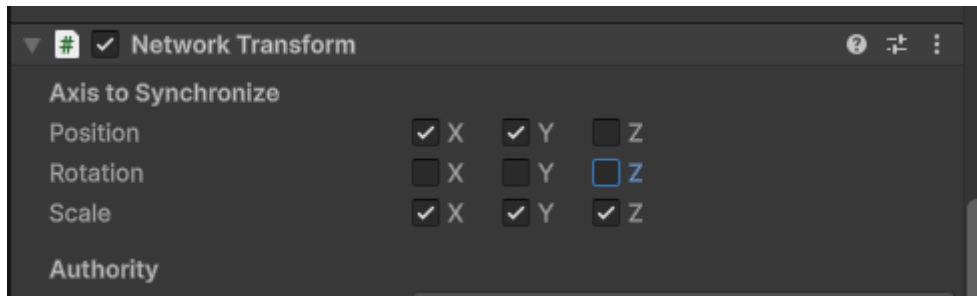 # Network Transform
Axis to Synchronize
Position X Y Z
Rotation X Y Z
Scale X Y Z
Authority